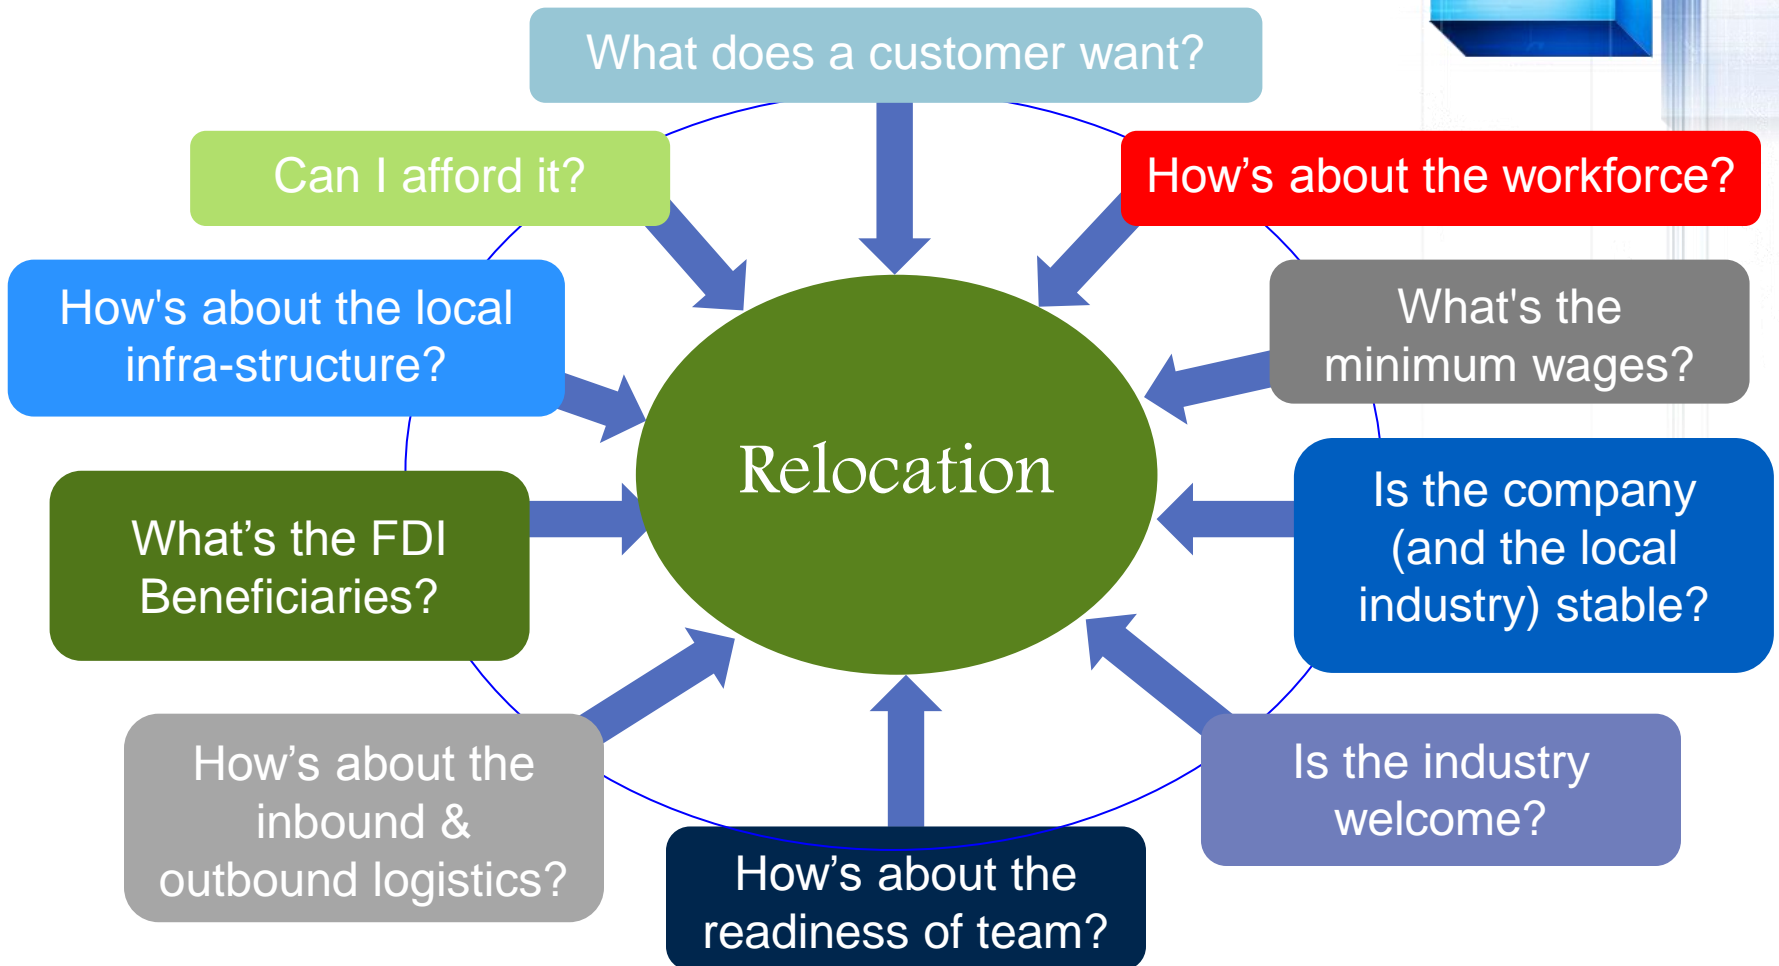 What does a customer want?
Can I afford it?
How’s about the workforce?
How's about the local
infra-structure?
What's the
minimum wages?
Relocation
What’s the FDI
Beneficiaries?
Is the company
(and the local
industry) stable?
How’s about the
inbound &
outbound logistics?
Is the industry
welcome?
How’s about the
readiness of team?